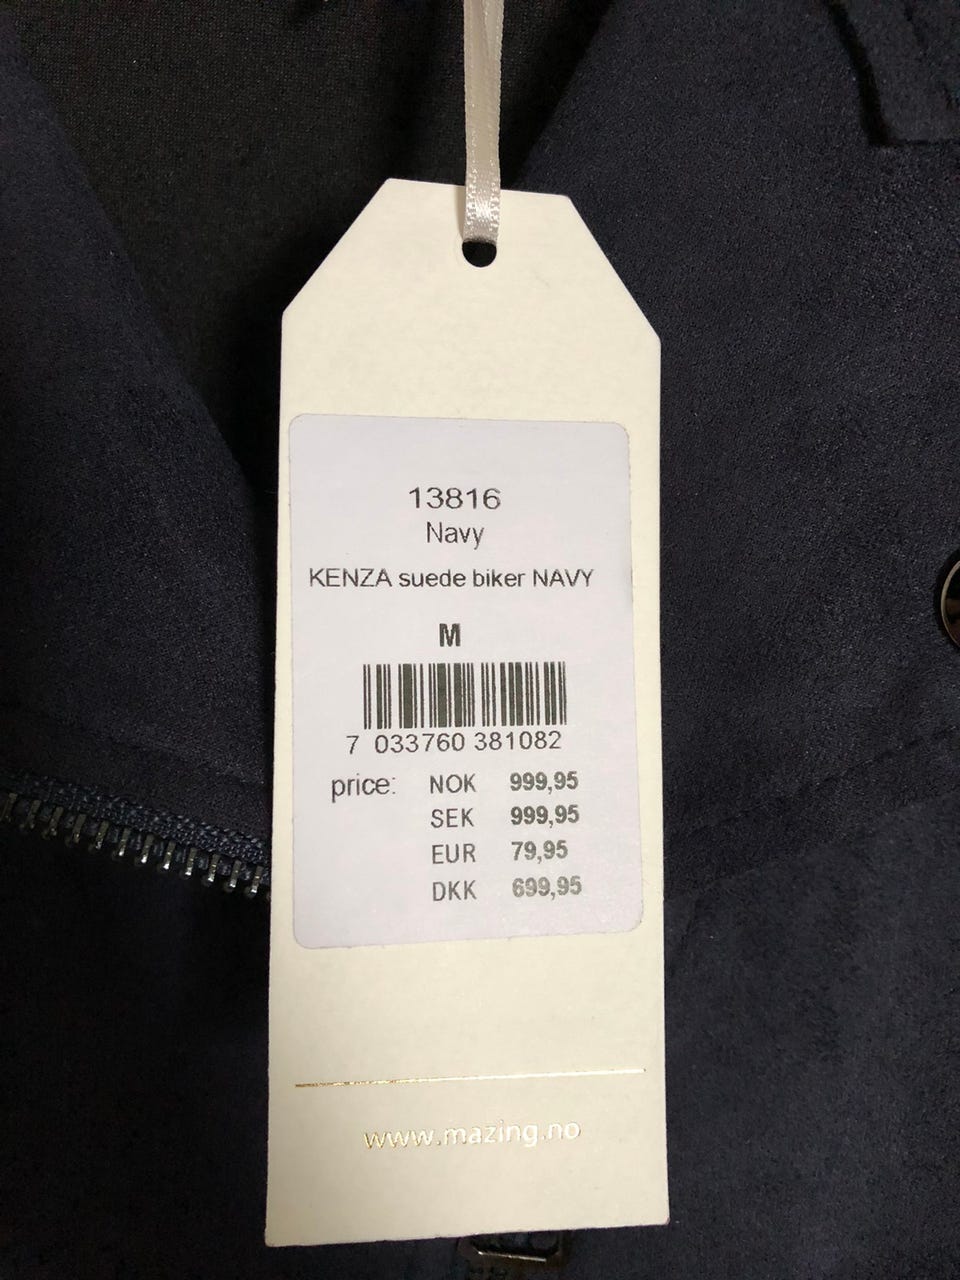 13816
Navy
KENZA suede biker NAVY
M
7 033760 381082
price: NOK 999,95
SEK 999,95
EUR 79,95
DKK 699,95
www.mazing.no